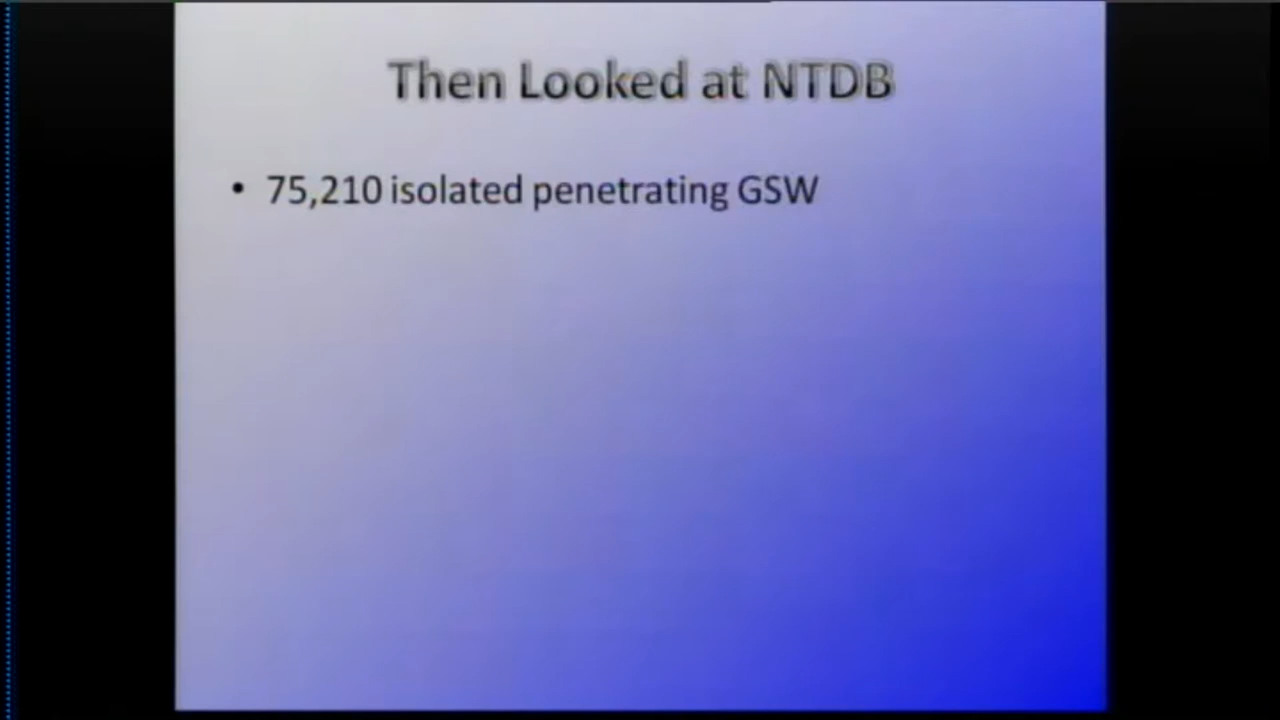 Then Looked at NTDB
• 75,210 isolated penetrating GSW